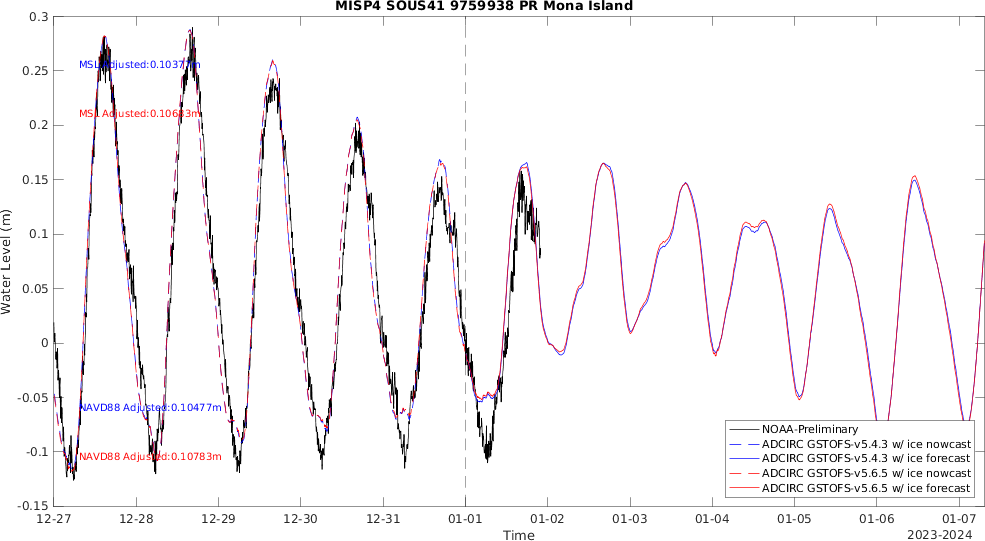 MISP4 SOUS41 9759938 PR Mona Island
0.3
0.25
0.2
0.15
0.1
0.05
0
-0.05
-0.1
-0.15
Water Level (m)
MSL Adjusted:0.10377m
MSL Adjusted:0.10683m
NAVD88 Adjusted:0.10477m
NAVD88 Adjusted:0.10783m
NOAA-Preliminary
ADCIRC GSTOFS-v5.4.3 w/ ice nowcast
ADCIRC GSTOFS-v5.4.3 w/ ice forecast
ADCIRC GSTOFS-v5.6.5 w/ ice nowcast
ADCIRC GSTOFS-v5.6.5 w/ ice forecast
12-27 12-28 12-29 12-30 12-31 01-01 01-02 01-03 01-04 01-05 01-06 01-07
Time
2023-2024